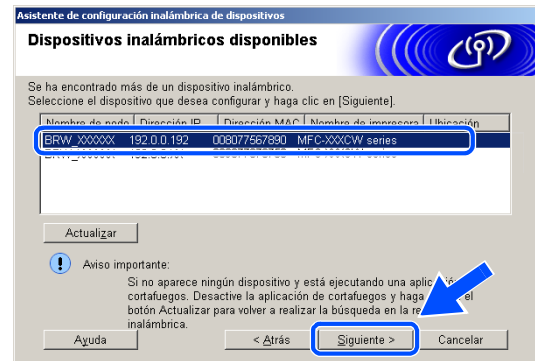 Asistente de configuración inalámbrica de dispositivos
Dispositivos inalámbricos disponibles
Se ha encontrado más de un dispositivo inalámbrico.
Seleccione el dispositivo que desea configurar y haga clic en [Siguiente].
Nombre de nodo Dirección IP Dirección MAC Nombre de impresora Ubicación
BRW_XXXXXX 192.0.0.192 008077567890 MFC-XXXCW series
Actualizar
Aviso importante:
Si no aparece ningún dispositivo y está ejecutando una
cortafuegos. Desactive la aplicación de cortafuegos y haga el
botón Actualizar para volver a realizar la búsqueda en la
inalámbrica.
Ayuda < Atrás Siguiente > Cancelar